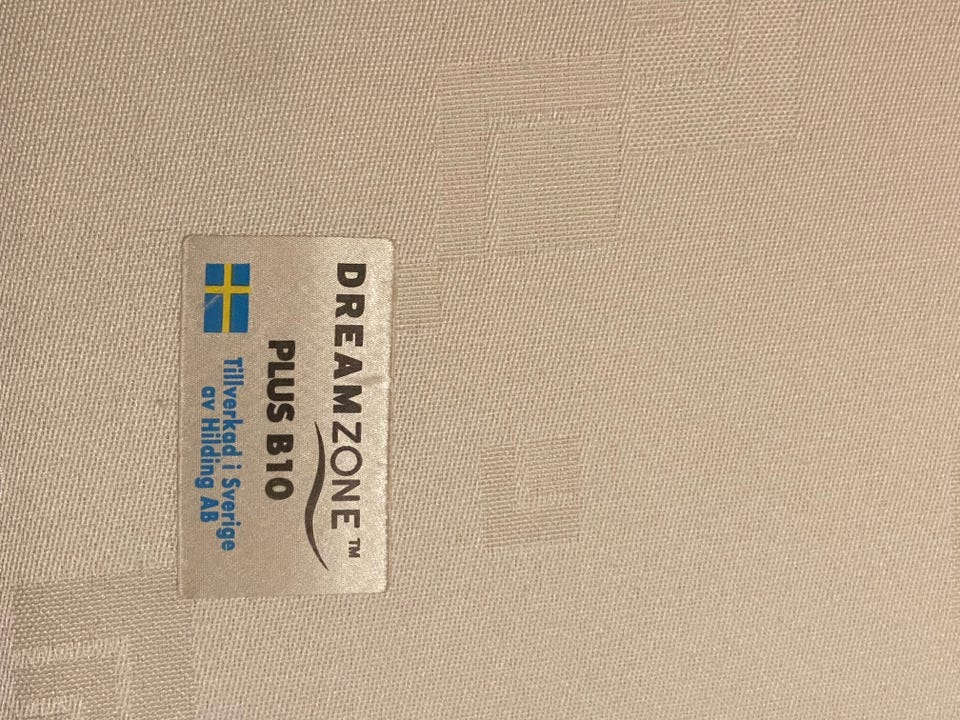 DREAMZONE™
PLUS B10
Tillverkad i Sverige
av Hilding AB